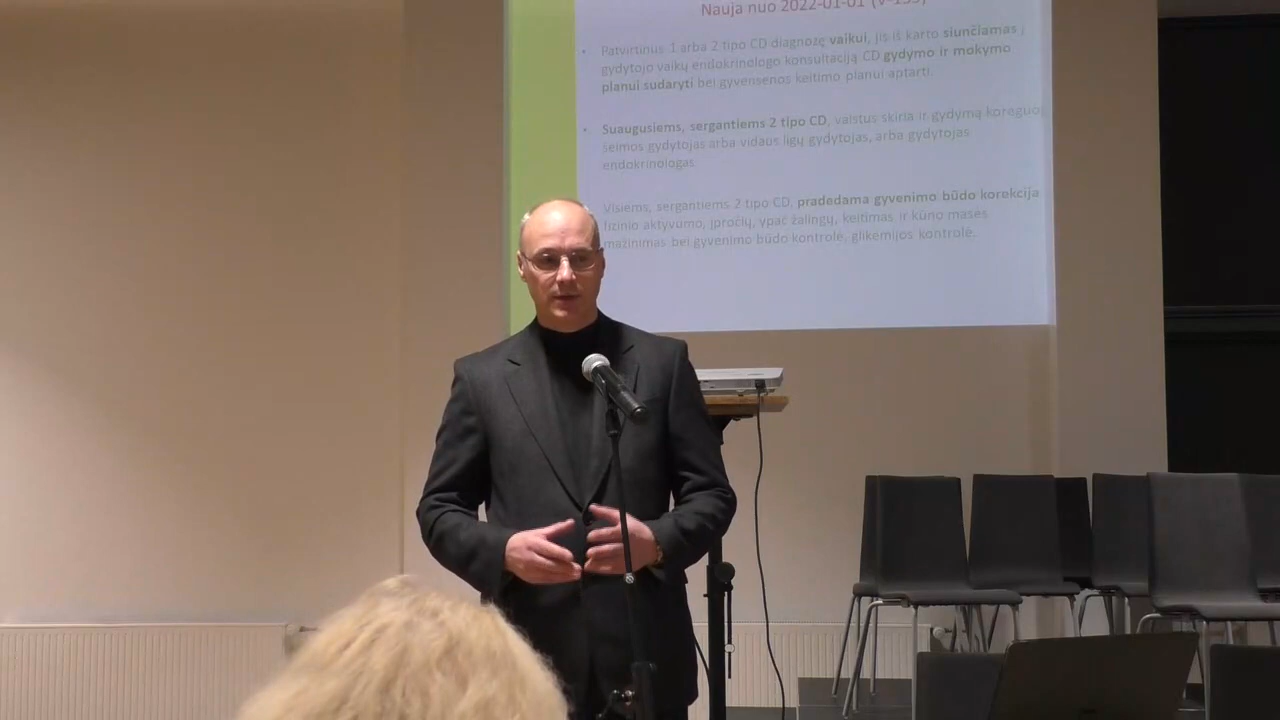 Nauja nuo 2022-01-01 (V-159)
Patvirtinus 1 arba 2 tipo CD diagnozę vaikui, jis iš karto siunčiamas į
gydytojo vaikų endokrinologo konsultaciją CD gydymo ir mokymo
planui sudaryti bei gyvensenos keitimo planui aptarti.
Suaugusiems, sergantiems 2 tipo CD, vaistus skiria ir gydymą koreguoja
šeimos gydytojas arba vidaus ligų gydytojas, arba gydytojas
endokrinologas
Visiems, sergantiems 2 tipo CD, pradedama gyvenimo būdo korekcija
fizinio aktyvumo, įpročių, ypač žalingų, keitimas ir kūno masės
mažinimas bei gyvenimo būdo kontrolė, glikemijos kontrolė.